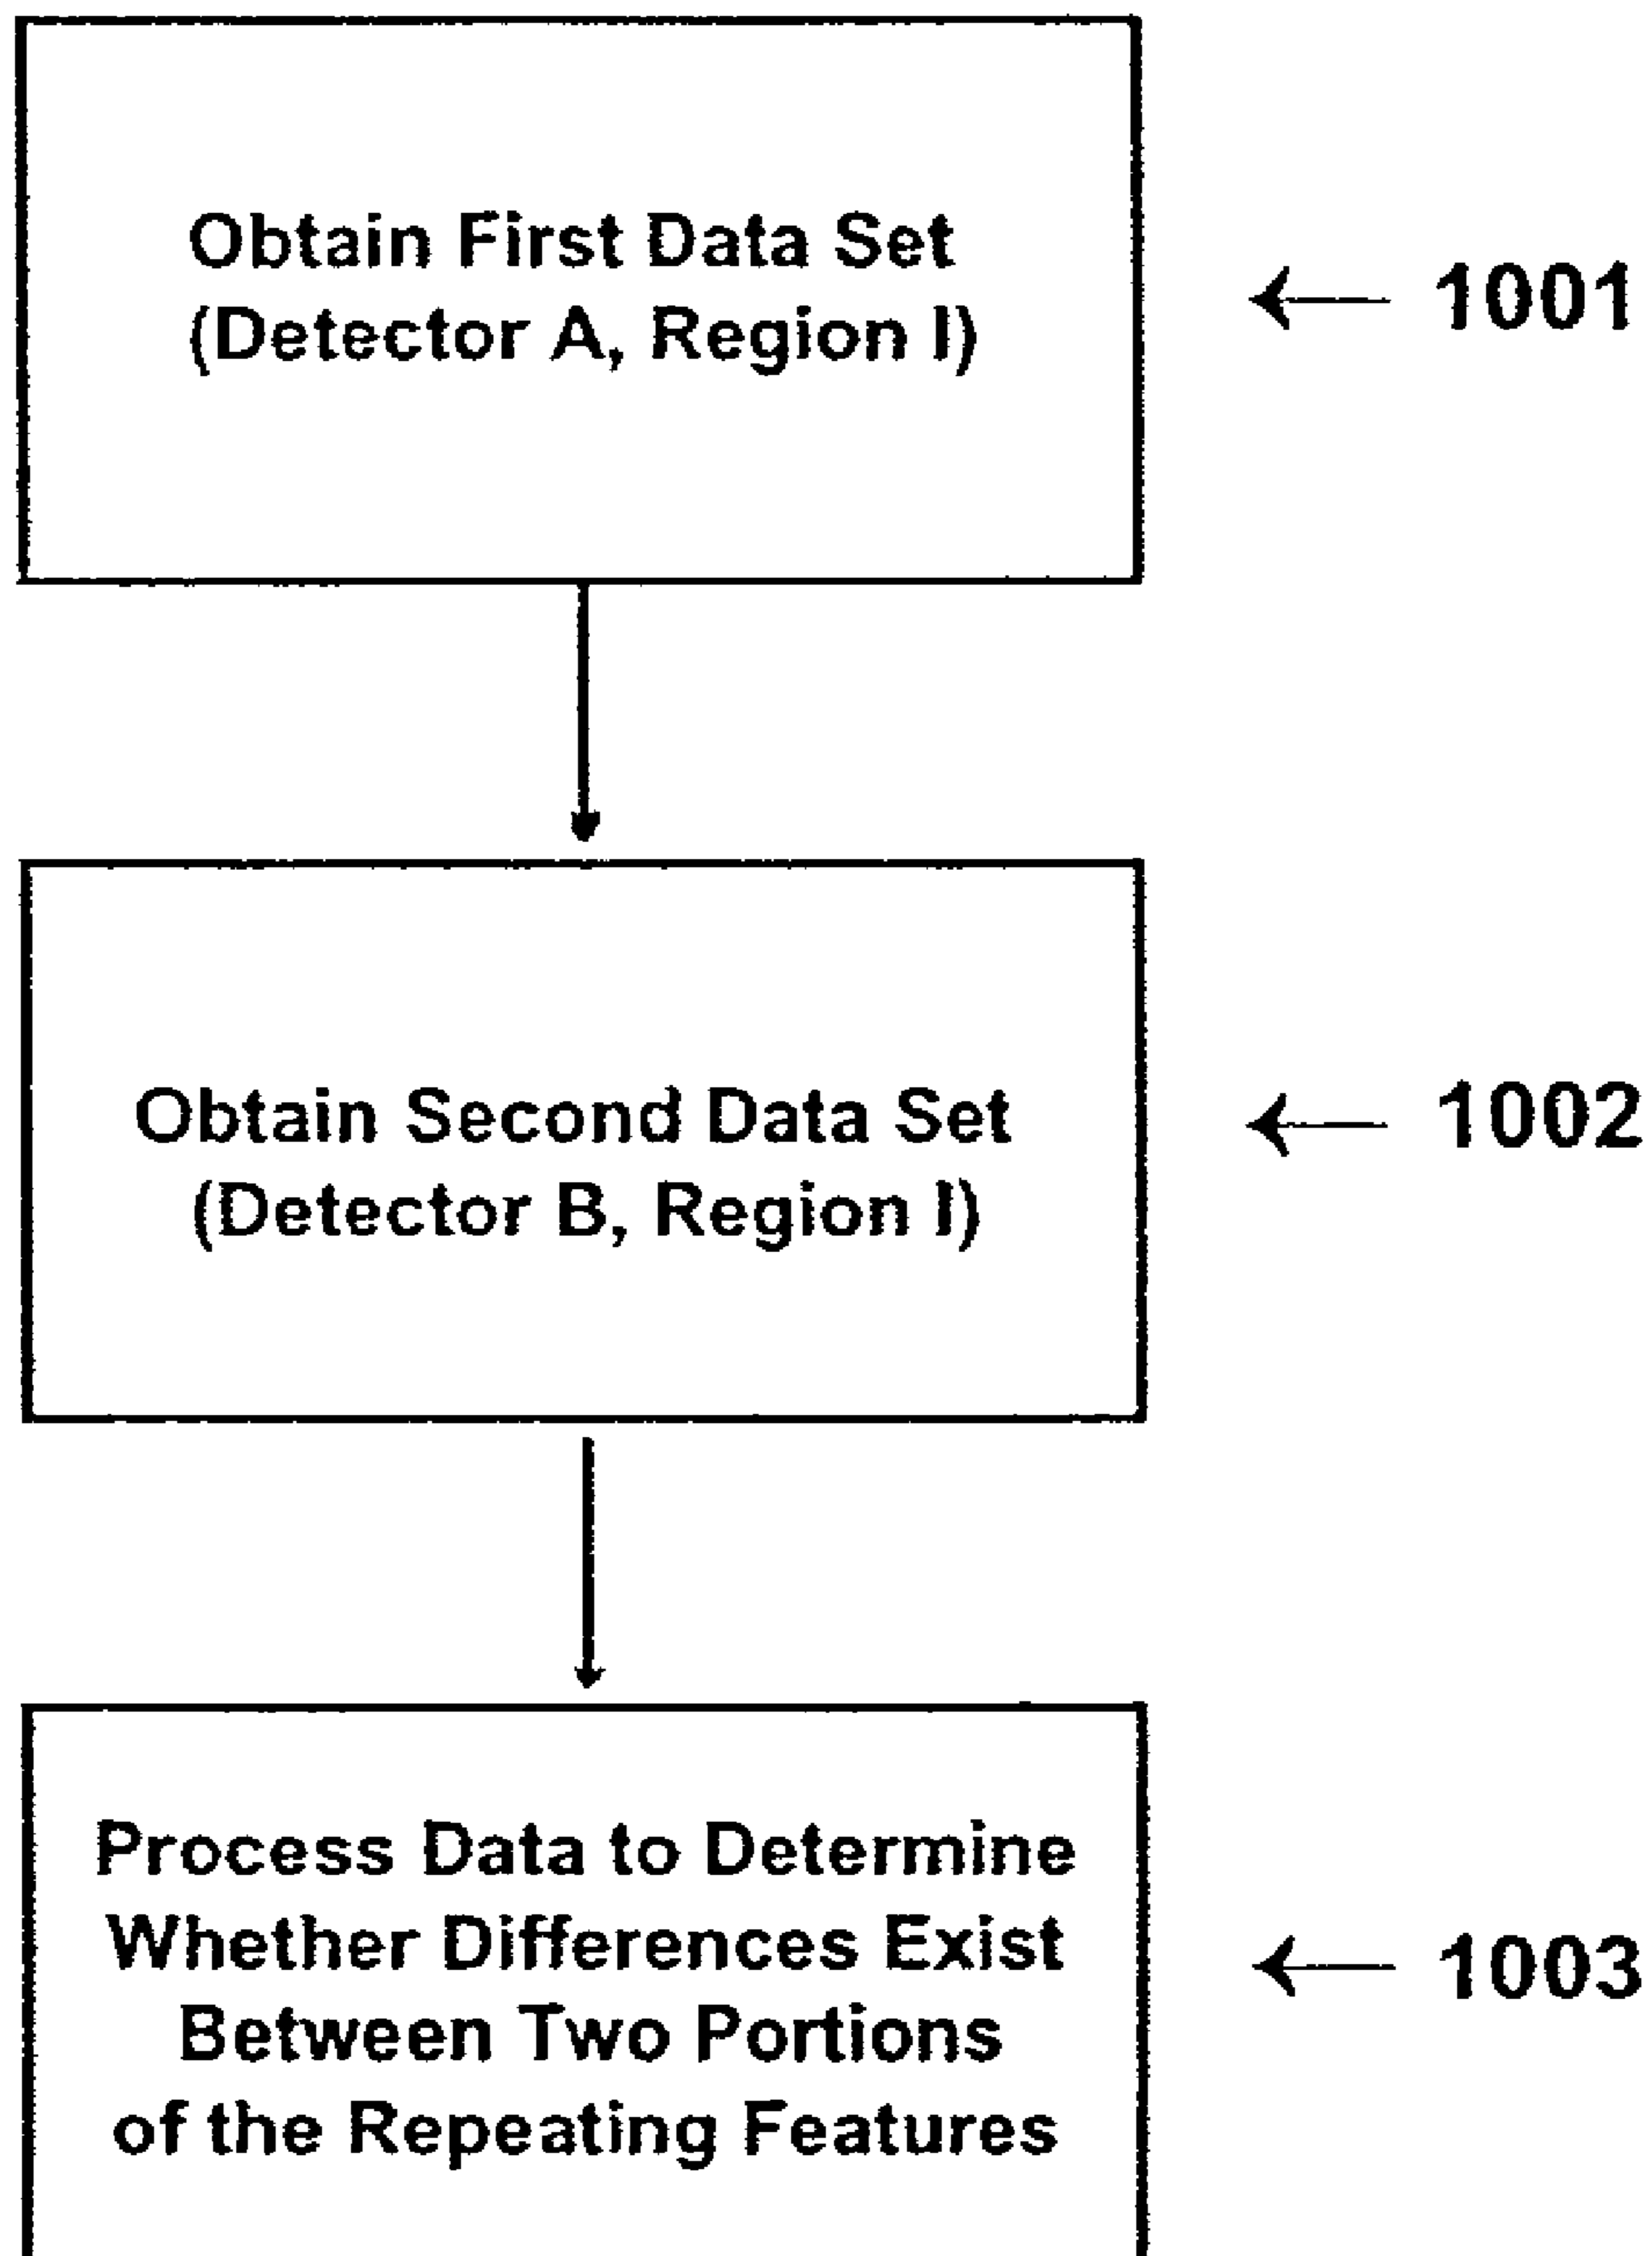 Obtain First Data Set
(Detector A, Region I)
1001
Obtain Second Data Set
(Detector B, Region I)
1002
Process Data to Determine
Whether Differences Exist
Between Two Portions
of the Repeating Features
1003